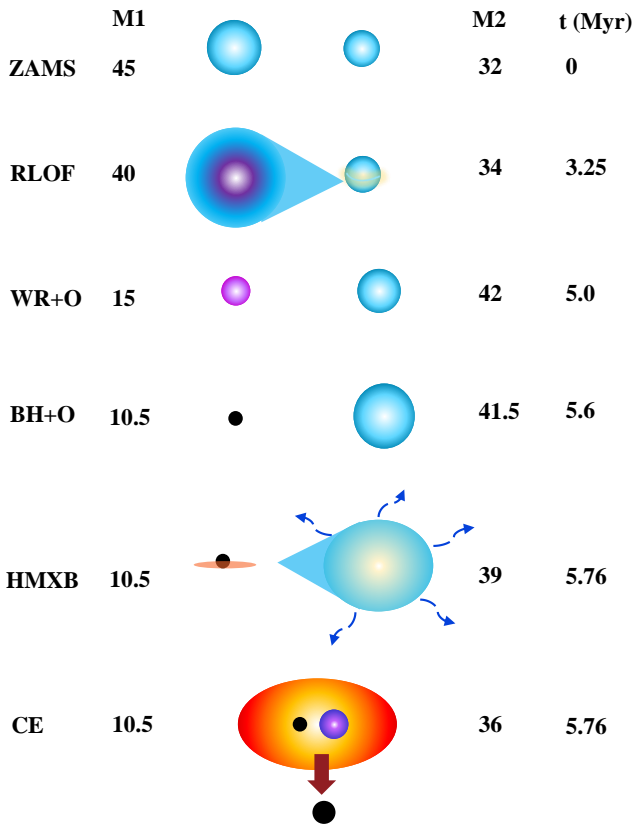 M1 M2 t (Myr)
ZAMS 45 32 0
RLOF 40 34 3.25
WR+O 15 42 5.0
BH+O 10.5 41.5 5.6
HMXB 10.5 39 5.76
CE 10.5 36 5.76